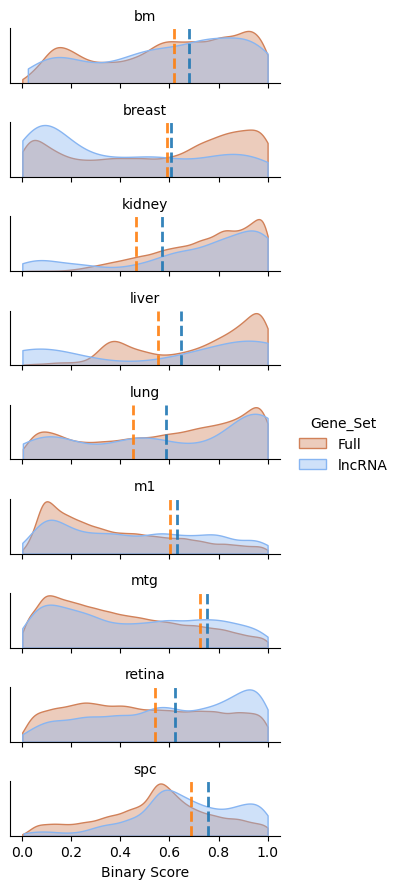 bm
breast
kidney
liver
lung
Gene_Set
Full
lncRNA
m1
mtg
retina
spc
0.0 0.2 0.4 0.6 0.8 1.0
Binary Score